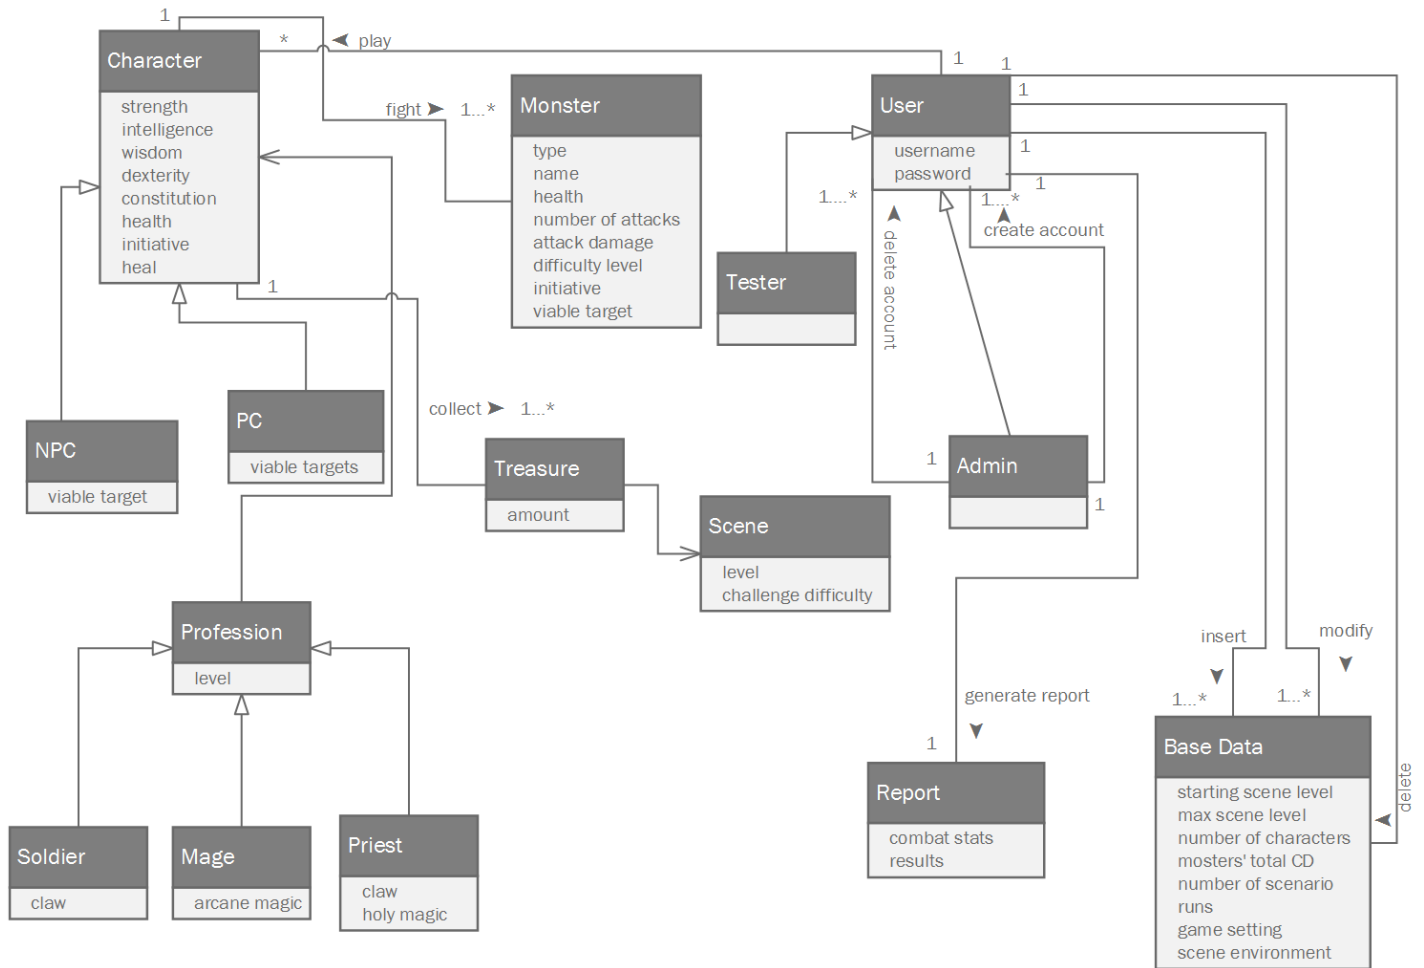 1
Character
strength
intelligence
wisdom
dexterity
constitution
health
initiative
heal
*
play
fight
1...*
Monster
type
name
health
number of attacks
attack damage
difficulty level
initiative
viable target
1
1
User
username
password
1
1
1
1....*
1....*
create account
delete account
Tester
1
NPC
viable target
PC
viable targets
collect
1...*
Treasure
amount
Scene
level
challenge difficulty
1
Admin
1
Profession
level
Soldier
claw
Mage
arcane magic
Priest
claw
holy magic
generate report
1
Report
combat stats
results
insert
modify
1...*
1...*
Base Data
starting scene level
max scene level
number of characters
mosters' total CD
number of scenario
runs
game setting
scene environment
delete